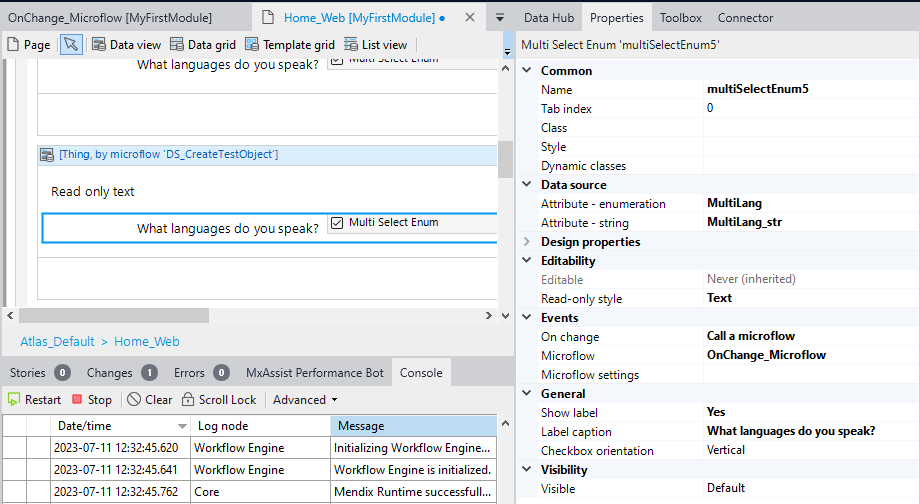 OnChange_Microflow [MyFirstModule]
Home_Web [MyFirstModule]
Page
Data view
Data grid
Template grid
List view
What languages do you speak?
Multi Select Enum
[Thing, by microflow 'DS_CreateTestObject']
Read only text
What languages do you speak?
Multi Select Enum
Atlas_Default > Home_Web
Stories 0
Changes 1
Errors 0
MxAssist Performance Bot
Console
Restart
Stop
Clear
Scroll Lock
Advanced
Date/time Log node Message
2023-07-11 12:32:45.620 Workflow Engine Initializing Workflow Engine...
2023-07-11 12:32:45.641 Workflow Engine Workflow Engine is initialized.
2023-07-11 12:32:45.762 Core Mendix Runtime successfull...
Data Hub
Properties
Toolbox
Connector
Multi Select Enum 'multiSelectEnum5'
Common
Name multiSelectEnum5
Tab index 0
Class
Style
Dynamic classes
Data source
Attribute - enumeration MultiLang
Attribute - string MultiLang_str
Design properties
Editability
Editable Never (inherited)
Read-only style Text
Events
On change Call a microflow
Microflow OnChange_Microflow
Microflow settings
General
Show label Yes
Label caption What languages do you speak?
Checkbox orientation Vertical
Visibility
Visible Default